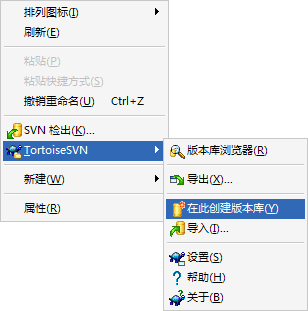 排列图标(I)
刷新(E)
粘贴(P)
粘贴快捷方式(S)
撤销重命名(U) Ctrl+Z
SVN 检出(K)...
TortoiseSVN
新建(W)
属性(R)
版本库浏览器(R)
导出(X)...
在此创建版本库(Y)
导入(I)...
设置(S)
帮助(H)
关于(B)